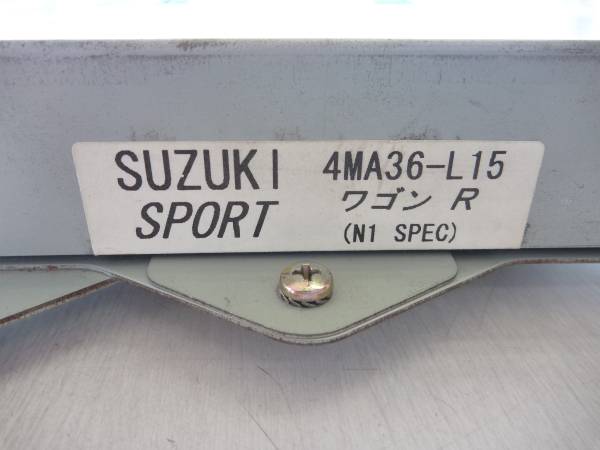 SUZUKI 4MA36-L15
SPORT ワゴン R
(N1 SPEC)